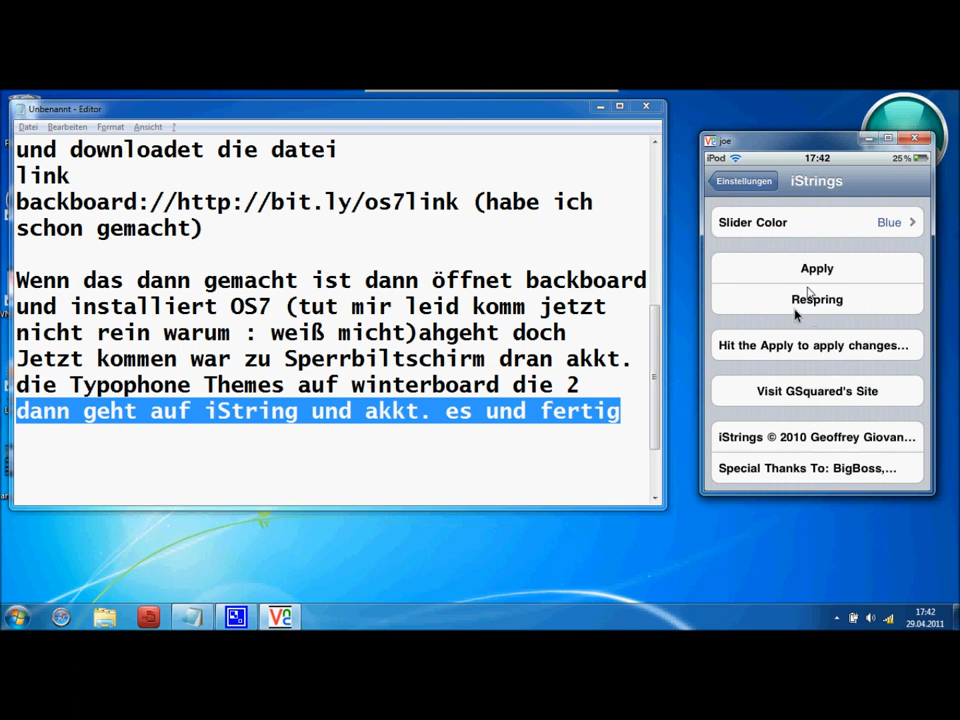 Unbenannt - Editor
Datei Bearbeiten Format Ansicht ?
und downloadet die datei
link
backboard://http://bit.ly/os7link (habe ich
schon gemacht)
Wenn das dann gemacht ist dann öffnet backboard
und installiert OS7 (tut mir leid komm jetzt
nicht rein warum : weiß micht)ahgeht doch
Jetzt kommen war zu Sperrbiltschirm dran akkt.
die Typophone Themes auf winterboard die 2
dann geht auf iString und akkt. es und fertig
joe
iPod 17:42 25%
Einstellungen iStrings
Slider Color Blue
Apply
Respring
Hit the Apply to apply changes...
Visit GSquared's Site
iStrings © 2010 Geoffrey Giovan...
Special Thanks To: BigBoss,...
17:42
29.04.2011